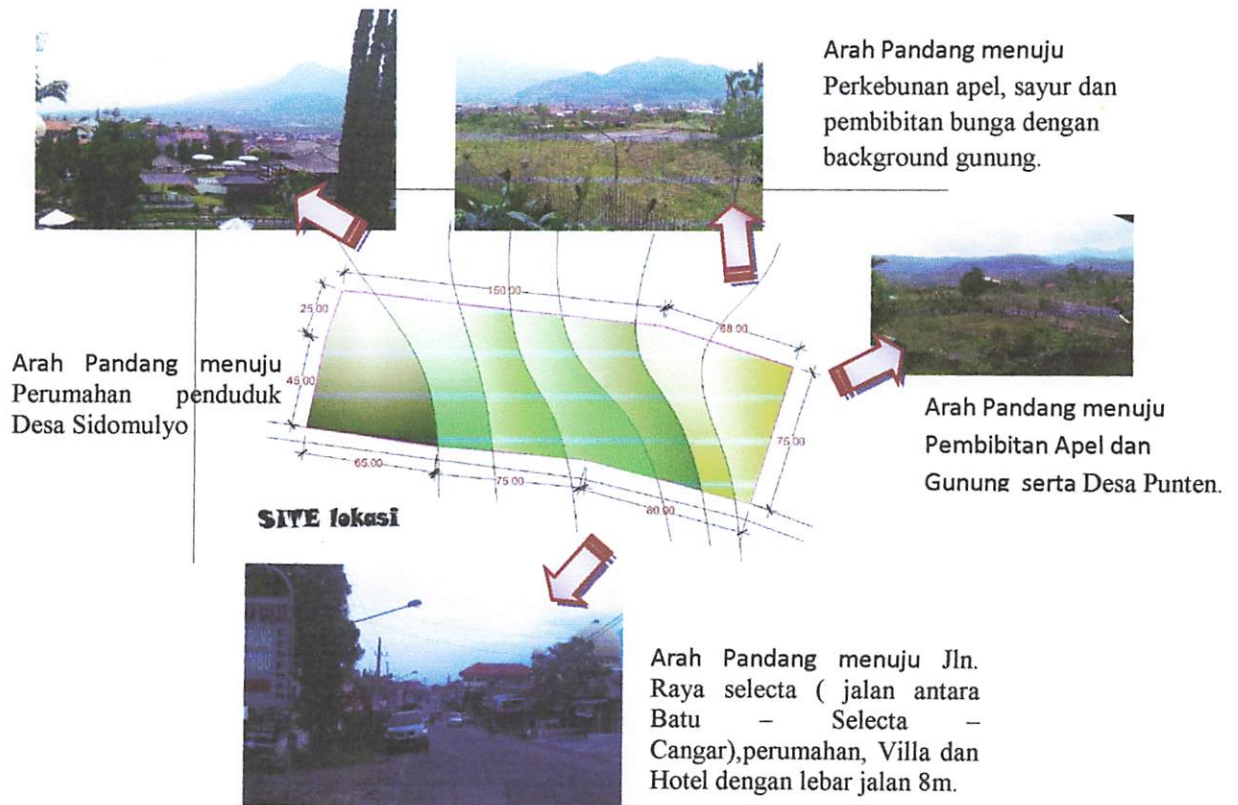 Arah Pandang menuju
Perkebunan apel, sayur dan
pembibitan bunga dengan
background gunung.
150.00
25.00
68.00
Arah Pandang menuju
Perumahan penduduk
Desa Sidomulyo
45.00
75.00
Arah Pandang menuju
Pembibitan Apel dan
Gunung serta Desa Punten.
65.00
75.00
80.00
SITE lokasi
Arah Pandang menuju Jln.
Raya selecta ( jalan antara
Batu – Selecta –
Cangar),perumahan, Villa dan
Hotel dengan lebar jalan 8m.